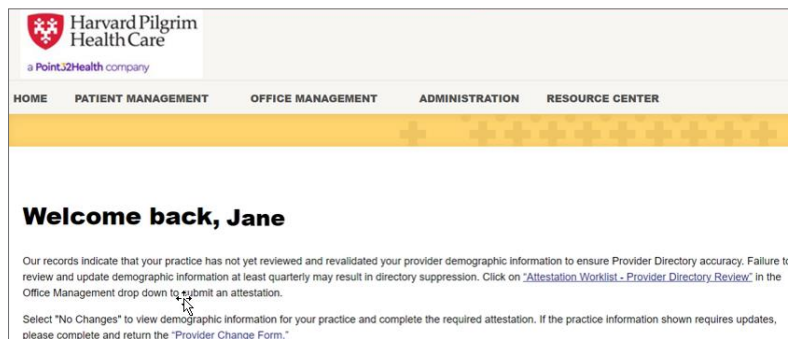 Harvard Pilgrim
Health Care
a Point32Health company
HOME PATIENT MANAGEMENT OFFICE MANAGEMENT ADMINISTRATION RESOURCE CENTER
Welcome back, Jane
Our records indicate that your practice has not yet reviewed and revalidated your provider demographic information to ensure Provider Directory accuracy. Failure to
review and update demographic information at least quarterly may result in directory suppression. Click on "Attestation Worklist - Provider Directory Review" in the
Office Management drop down to submit an attestation.
Select "No Changes" to view demographic information for your practice and complete the required attestation. If the practice information shown requires updates,
please complete and return the "Provider Change Form."